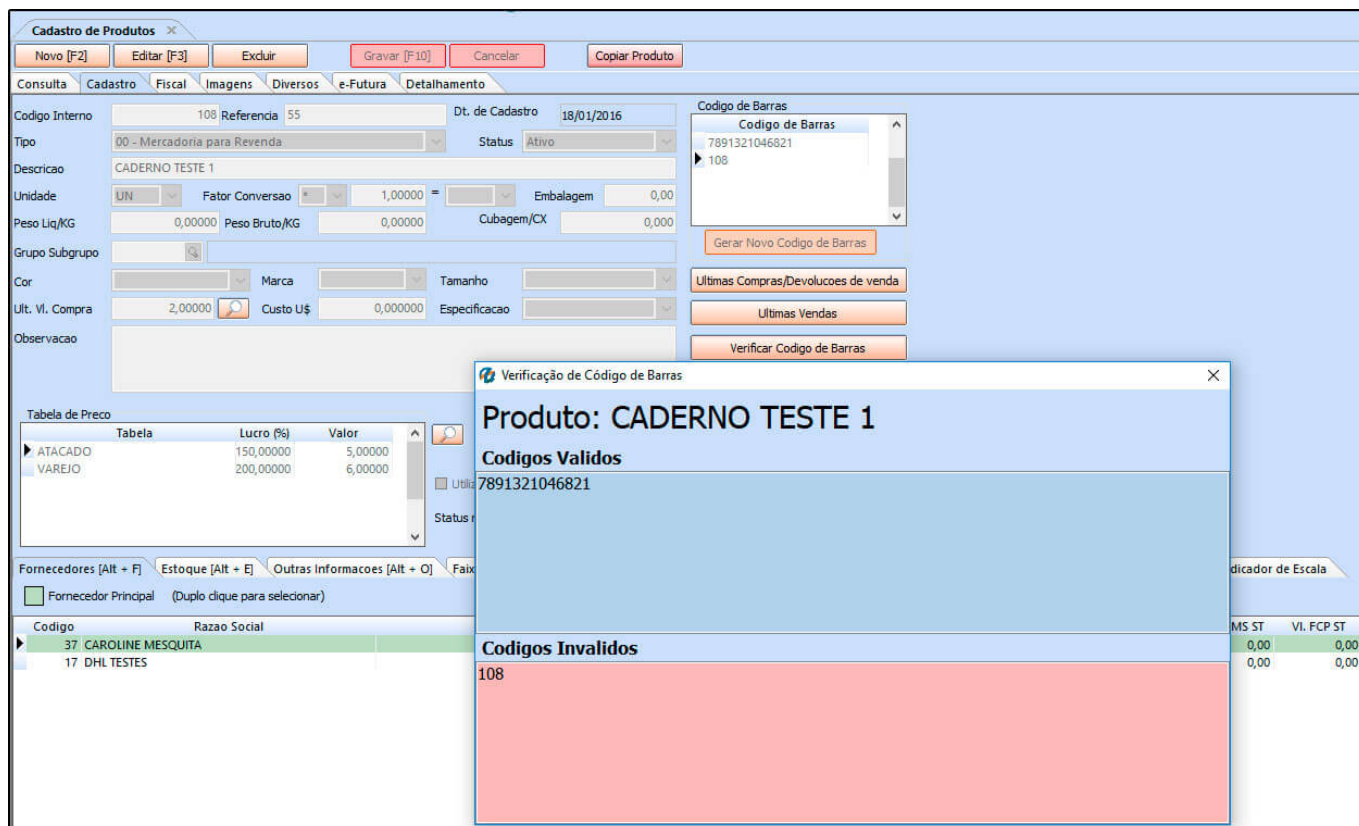 Cadastro de Produtos
Novo [F2] Editar [F3] Excluir Gravar [F10] Cancelar Copiar Produto
Consulta Cadastro Fiscal Imagens Diversos e-Futura Detalhamento
Codigo Interno 108 Referencia 55 Dt. de Cadastro 18/01/2016
Tipo 00 - Mercadoria para Revenda Status Ativo
Descricao CADERNO TESTE 1
Unidade UN Fator Conversao * 1,00000 = Embalagem 0,00
Peso Liq/KG 0,00000 Peso Bruto/KG 0,00000 Cubagem/CX 0,000
Grupo Subgrupo
Cor Marca Tamanho
Ult. Vl. Compra 2,00000 Custo U$ 0,000000 Especificacao
Observacao
Codigo de Barras
Codigo de Barras
7891321046821
108
Gerar Novo Codigo de Barras
Ultimas Compras/Devolucoes de venda
Ultimas Vendas
Verificar Codigo de Barras
Tabela de Preco
Tabela Lucro (%) Valor
ATACADO 150,00000 5,00000
VAREJO 200,00000 6,00000
Status
Verificação de Código de Barras
Produto: CADERNO TESTE 1
Codigos Validos
7891321046821
Codigos Invalidos
108
Fornecedores [Alt + F] Estoque [Alt + E] Outras Informacoes [Alt + O] Faix dicador de Escala
Fornecedor Principal (Duplo clique para selecionar)
Codigo Razao Social MS ST Vl. FCP ST
37 CAROLINE MESQUITA 0,00 0,00
17 DHL TESTES 0,00 0,00